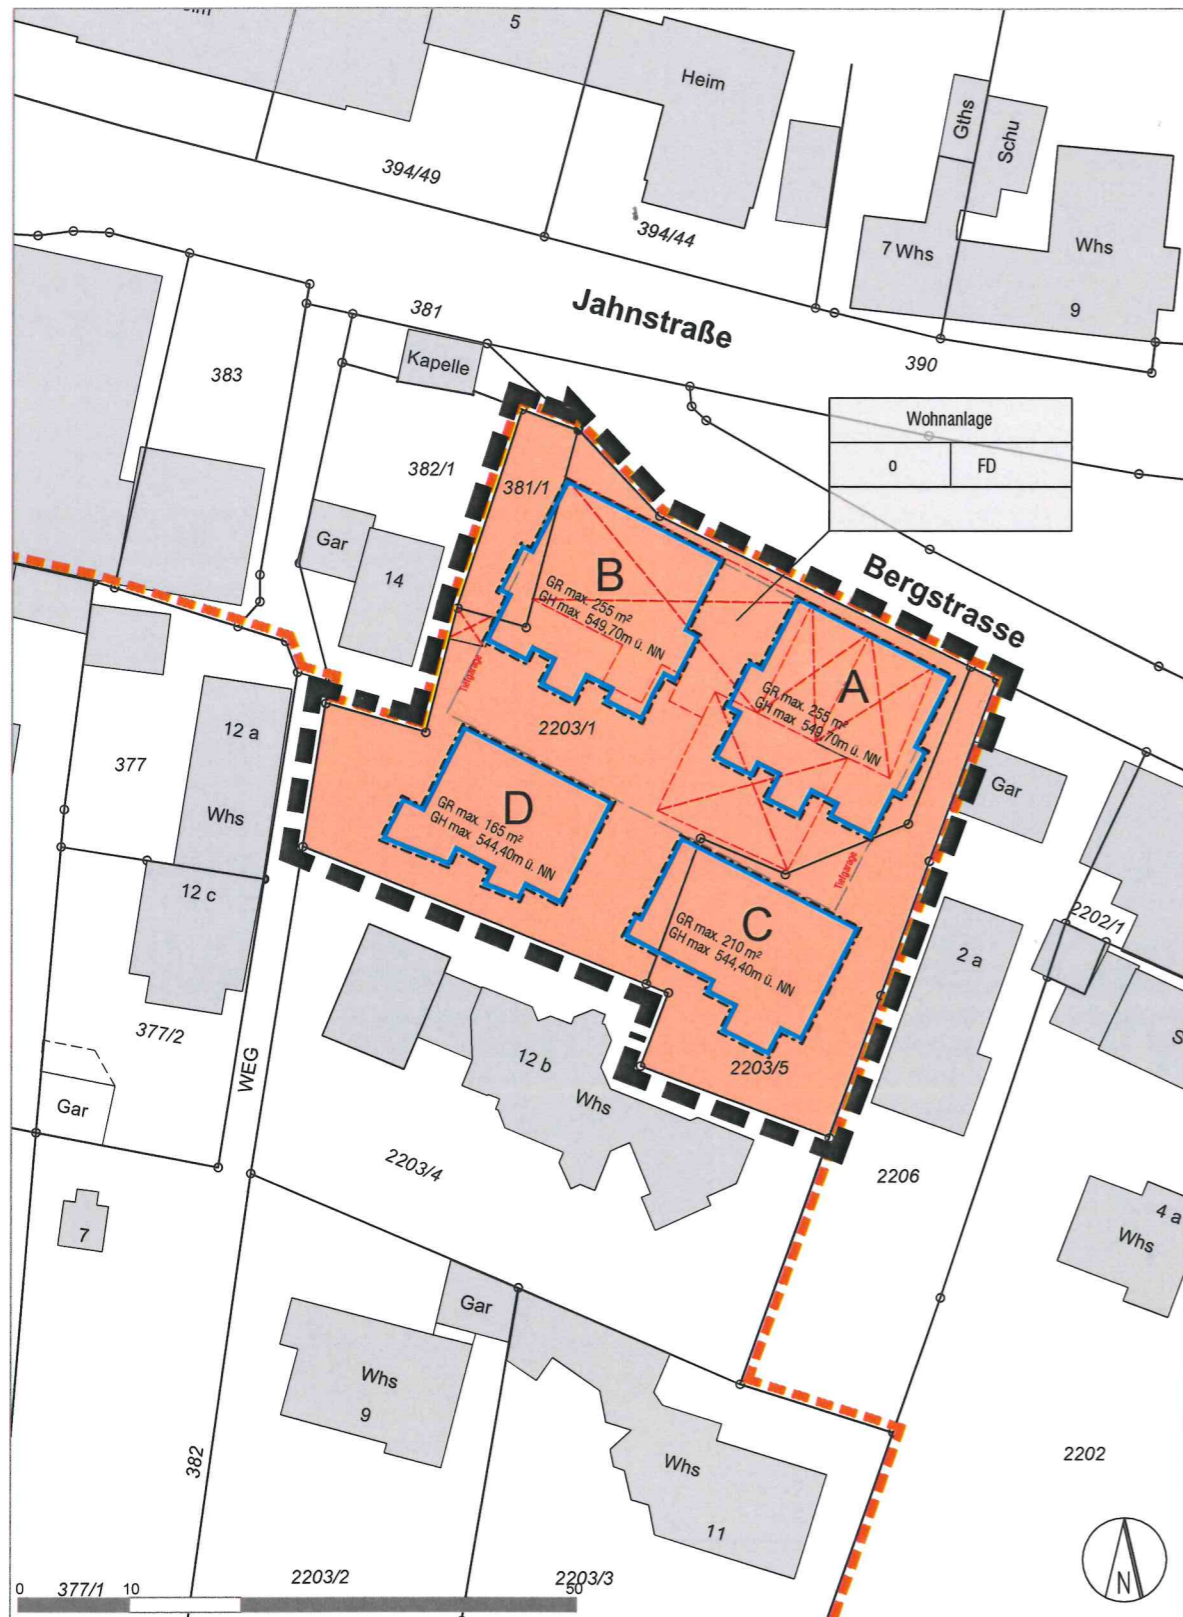 5
Heim
Gths
Schu
394/49
394/44
7 Whs
Whs
9
381
Jahnstraße
390
Kapelle
383
Wohnanlage
o FD
382/1
381/1
Gar
14
B
GR max. 255 m²
GH max 549,70m ü. NN
Bergstrasse
A
GR max. 255 m²
GH max 549,70m ü. NN
Tiefgarage
2203/1
12 a
377
Whs
Gar
D
GR max. 165 m²
GH max 544,40m ü. NN
Tiefgarage
12 c
C
GR max. 210 m²
GH max 544,40m ü. NN
2202/1
2 a
377/2
WEG
12 b
Whs
2203/5
Gar
2203/4
2206
7
4 a
Whs
Gar
Whs
9
382
Whs
11
2202
N
2203/2
2203/3
377/1
0 10 50